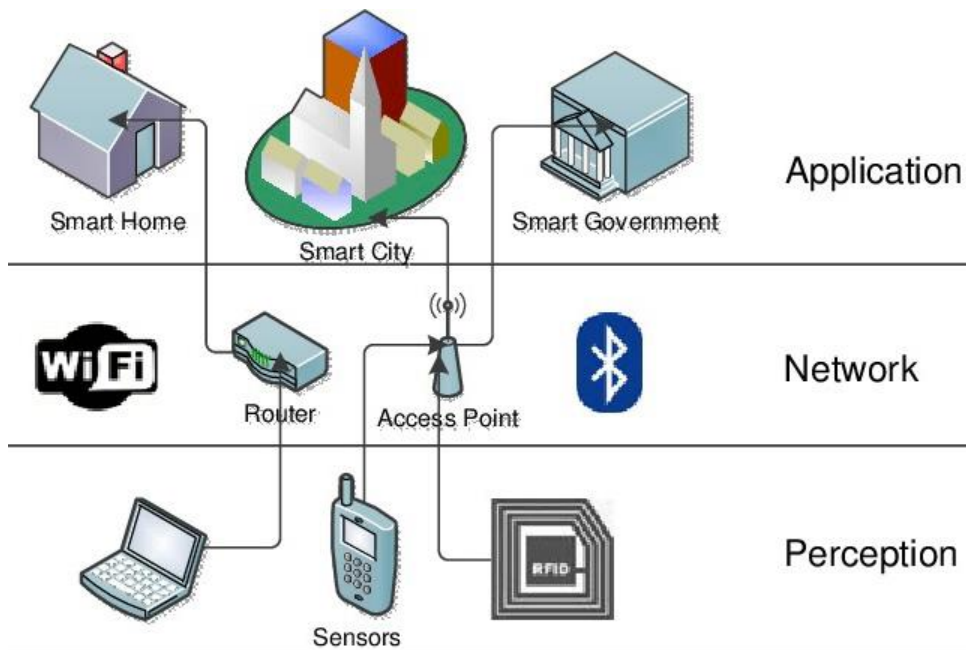 Application
Smart Home
Smart Government
Smart City
WiFi
Network
Router
Access Point
RFID
Perception
Sensors